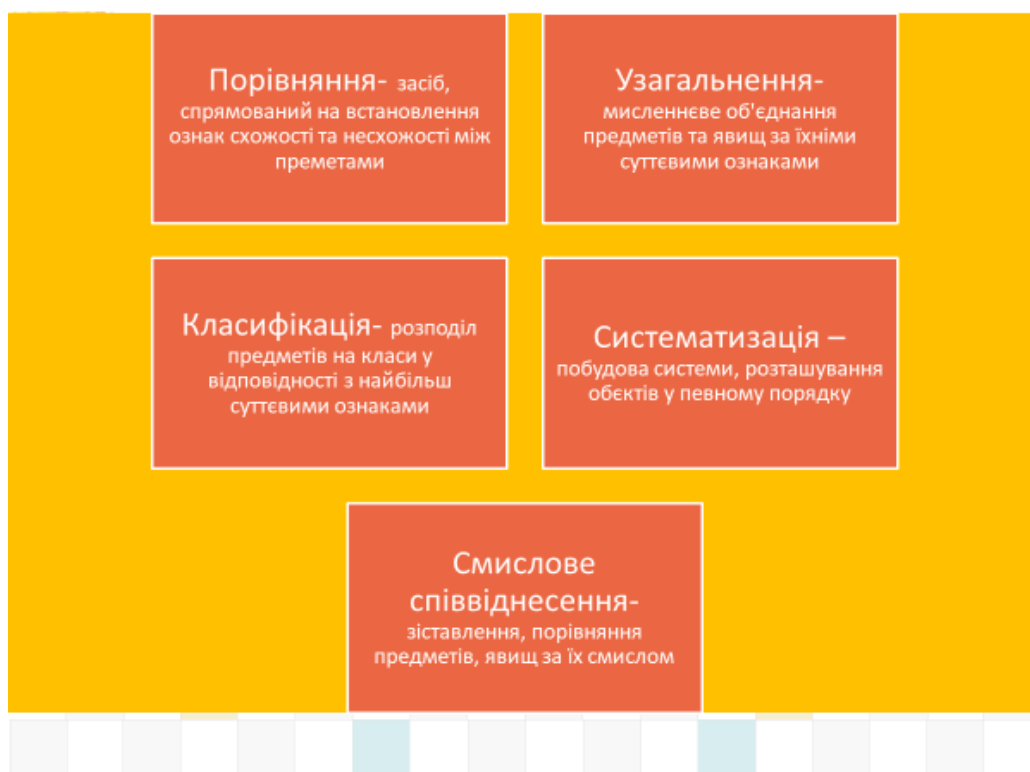 Порівняння- засіб,
спрямований на встановлення
ознак схожості та несхожості між
преметами
Узагальнення-
мисленнєве об'єднання
предметів та явищ за їхніми
суттєвими ознаками
Класифікація- розподіл
предметів на класи у
відповідності з найбільш
суттєвими ознаками
Систематизація –
побудова системи, розташування
обєктів у певному порядку
Смислове
співвіднесення-
зіставлення, порівняння
предметів, явищ за їх смислом